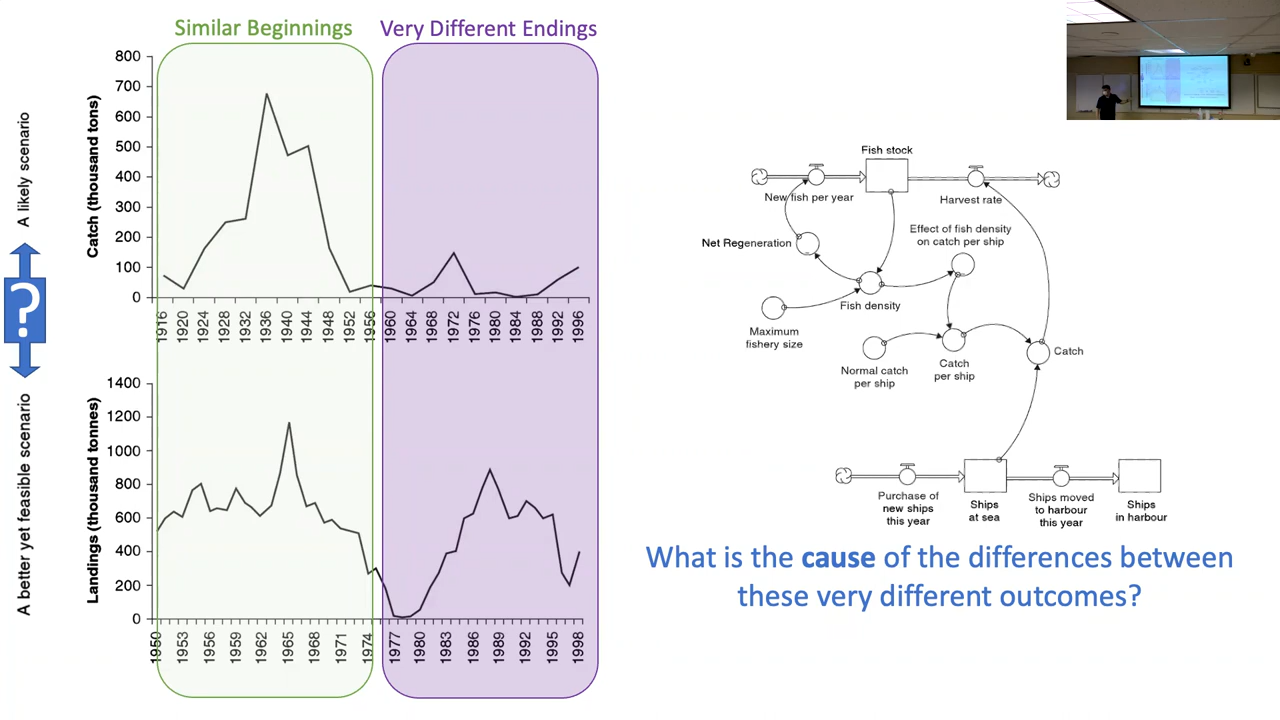 Similar Beginnings
Very Different Endings
A likely scenario
?
A better yet feasible scenario
Catch (thousand tons)
800
700
600
500
400
300
200
100
0
1916
1920
1924
1928
1932
1936
1940
1944
1948
1952
1956
1960
1964
1968
1972
1976
1980
1984
1988
1992
1996
Landings (thousand tonnes)
1400
1200
1000
800
600
400
200
0
1950
1953
1956
1959
1962
1965
1968
1971
1974
1977
1980
1983
1986
1989
1992
1995
1998
Fish stock
New fish per year
Harvest rate
Net Regeneration
Effect of fish density
on catch per ship
Fish density
Maximum
fishery size
Normal catch
per ship
Catch
per ship
Catch
Purchase of
new ships
this year
Ships
at sea
Ships moved
to harbour
this year
Ships
in harbour
What is the cause of the differences between
these very different outcomes?